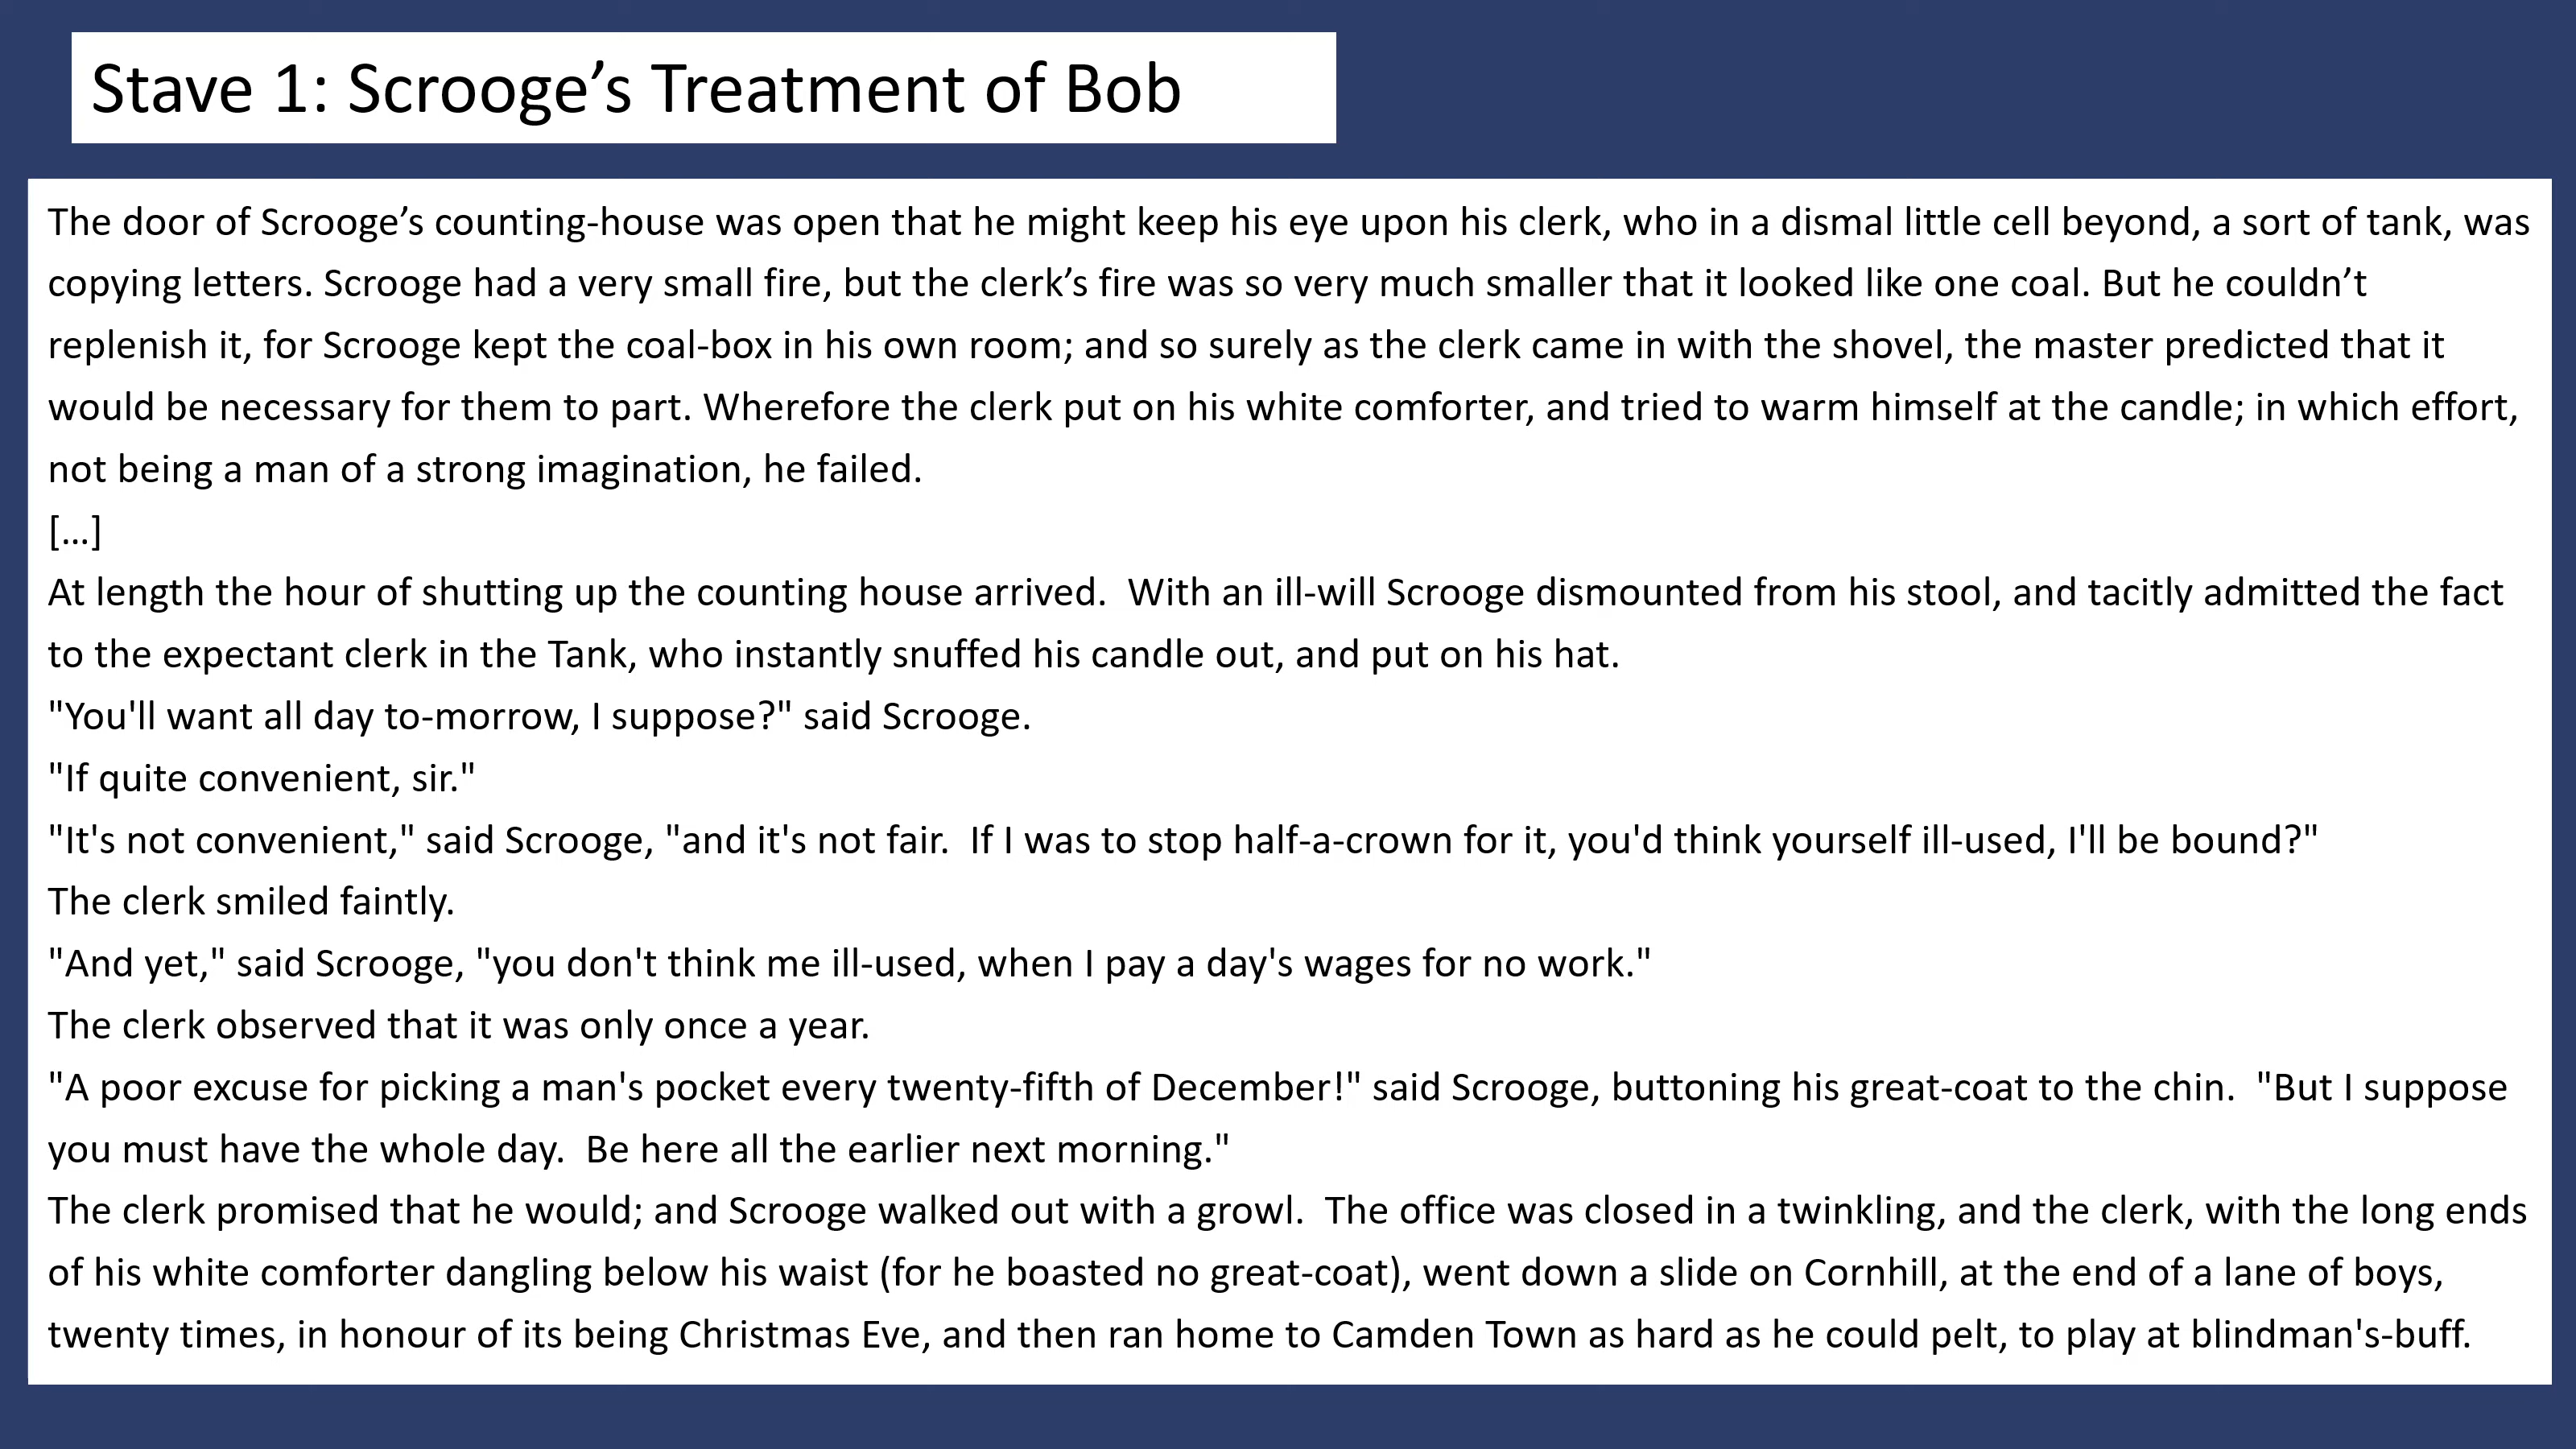 Stave 1: Scrooge’s Treatment of Bob
The door of Scrooge’s counting-house was open that he might keep his eye upon his clerk, who in a dismal little cell beyond, a sort of tank, was
copying letters. Scrooge had a very small fire, but the clerk’s fire was so very much smaller that it looked like one coal. But he couldn’t
replenish it, for Scrooge kept the coal-box in his own room; and so surely as the clerk came in with the shovel, the master predicted that it
would be necessary for them to part. Wherefore the clerk put on his white comforter, and tried to warm himself at the candle; in which effort,
not being a man of a strong imagination, he failed.
[…]
At length the hour of shutting up the counting house arrived.  With an ill-will Scrooge dismounted from his stool, and tacitly admitted the fact
to the expectant clerk in the Tank, who instantly snuffed his candle out, and put on his hat.
"You'll want all day to-morrow, I suppose?" said Scrooge.
"If quite convenient, sir."
"It's not convenient," said Scrooge, "and it's not fair.  If I was to stop half-a-crown for it, you'd think yourself ill-used, I'll be bound?"
The clerk smiled faintly.
"And yet," said Scrooge, "you don't think me ill-used, when I pay a day's wages for no work."
The clerk observed that it was only once a year.
"A poor excuse for picking a man's pocket every twenty-fifth of December!" said Scrooge, buttoning his great-coat to the chin.  "But I suppose
you must have the whole day.  Be here all the earlier next morning."
The clerk promised that he would; and Scrooge walked out with a growl.  The office was closed in a twinkling, and the clerk, with the long ends
of his white comforter dangling below his waist (for he boasted no great-coat), went down a slide on Cornhill, at the end of a lane of boys,
twenty times, in honour of its being Christmas Eve, and then ran home to Camden Town as hard as he could pelt, to play at blindman's-buff.